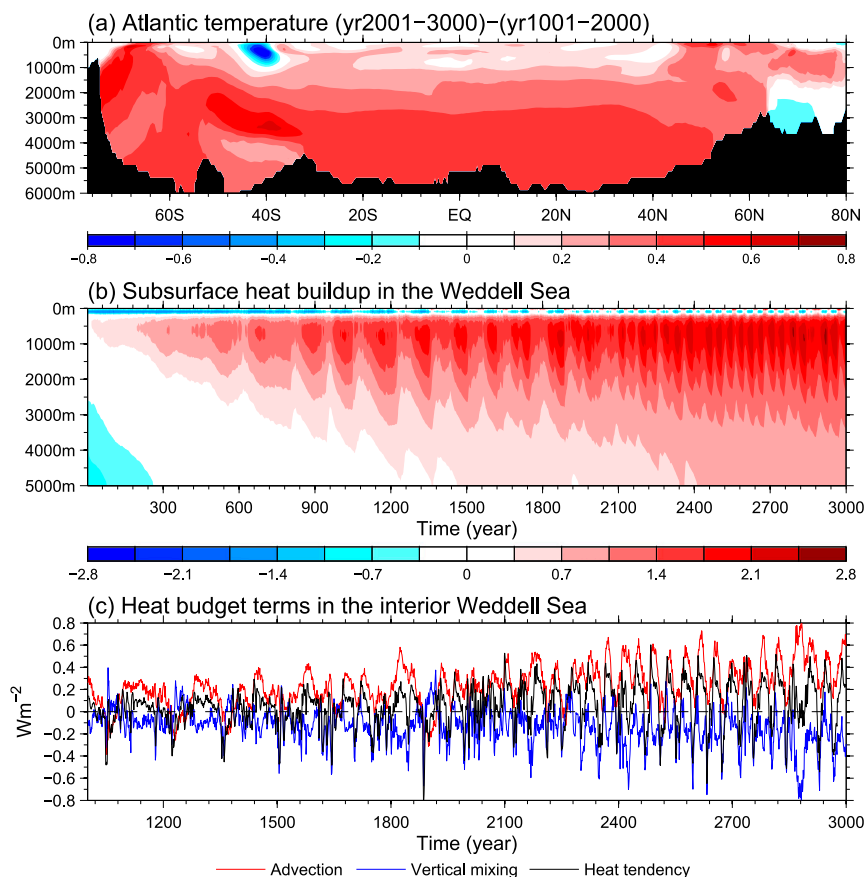 (a) Atlantic temperature (yr2001−3000)−(yr1001−2000)
0m
1000m
2000m
3000m
4000m
5000m
6000m
60S 40S 20S EQ 20N 40N 60N 80N
−0.8 −0.6 −0.4 −0.2 0 0.2 0.4 0.6 0.8
(b) Subsurface heat buildup in the Weddell Sea
0m
1000m
2000m
3000m
4000m
5000m
300 600 900 1200 1500 1800 2100 2400 2700 3000
Time (year)
−2.8 −2.1 −1.4 −0.7 0 0.7 1.4 2.1 2.8
(c) Heat budget terms in the interior Weddell Sea
0.8
0.6
0.4
0.2
0
−0.2
−0.4
−0.6
−0.8
Wm−2
1200 1500 1800 2100 2400 2700 3000
Time (year)
Advection Vertical mixing Heat tendency